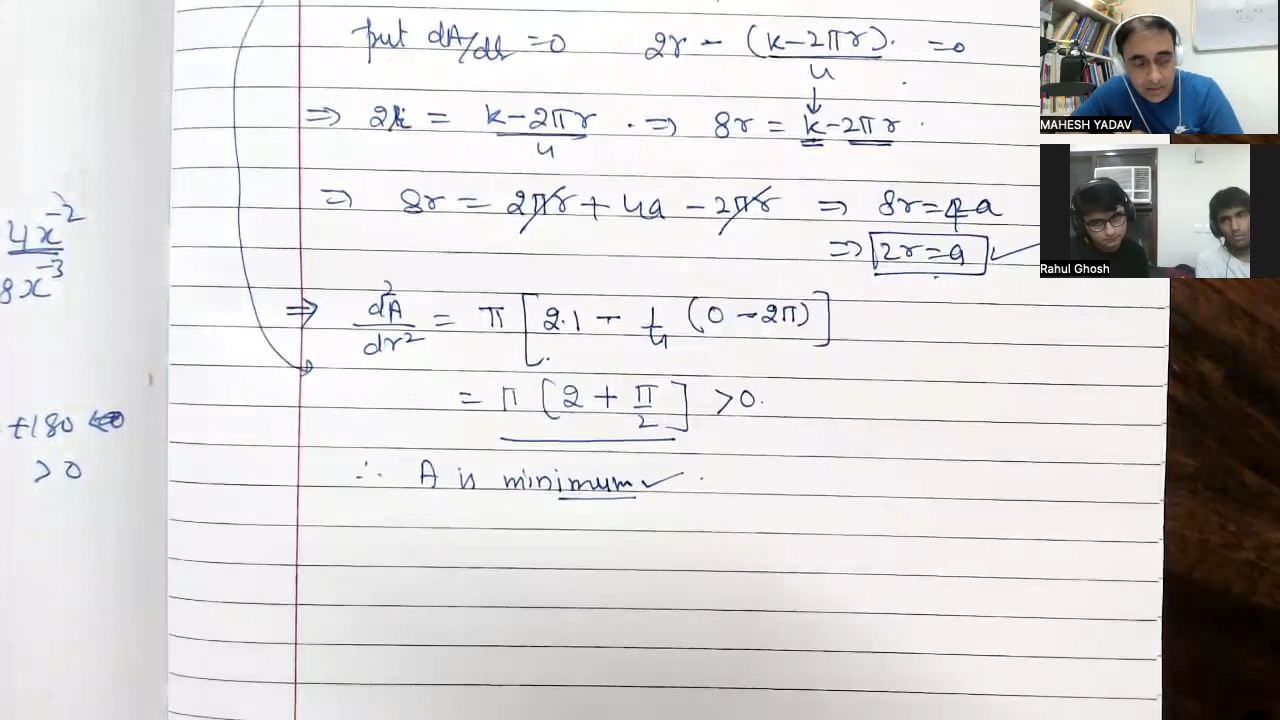 put dA/dr = 0   2r - (k-2πr)/4 = 0
⇒ 2r = (k-2πr)/4 . ⇒ 8r = k-2πr .
⇒ 8r = 2πr + 4a - 2πr ⇒ 8r = 4a
⇒ 2r = a ✓
⇒ d²A/dr² = π [2.1 - 1/4 (0-2π)]
= π [2 + π/2] > 0.
∴ A is minimum ✓ .
4x⁻²
8x⁻³
+180
> 0
MAHESH YADAV
Rahul Ghosh